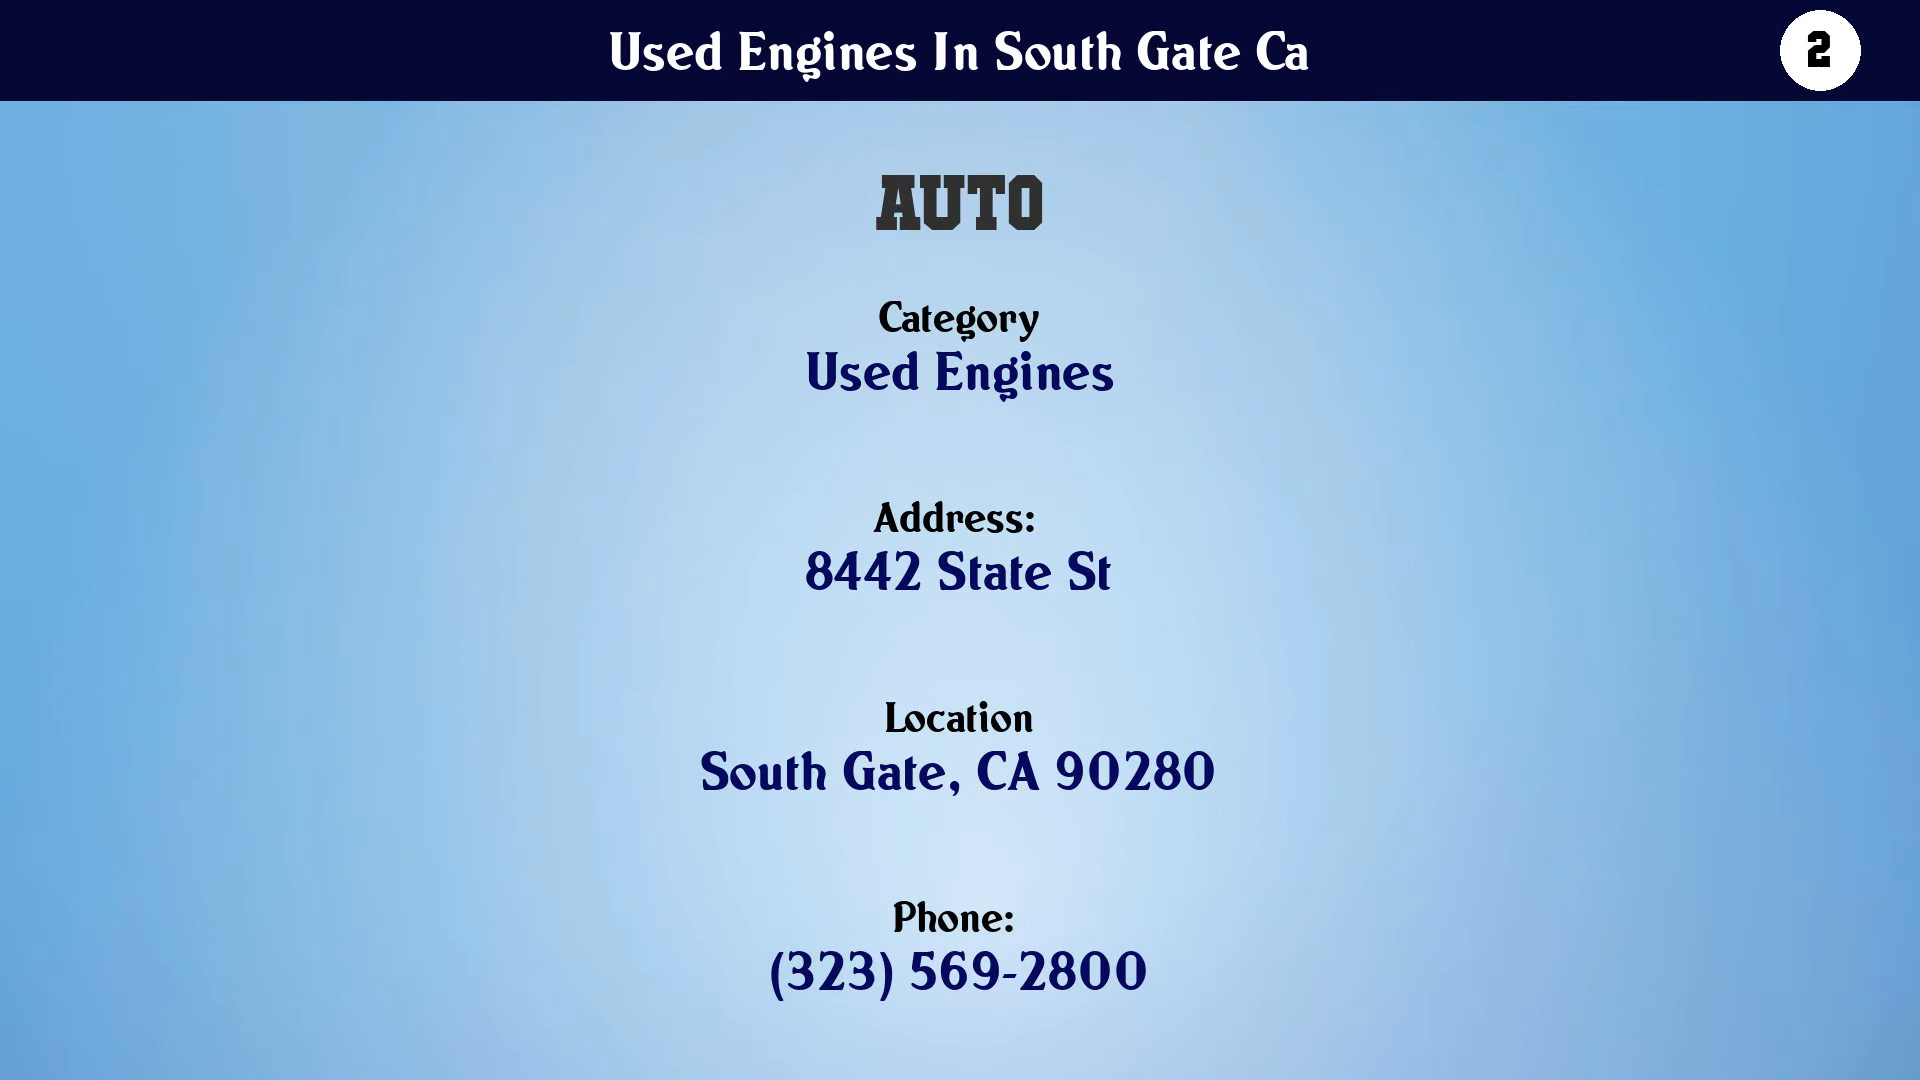 Used Engines In South Gate Ca
2
AUTO
Category
Used Engines
Address:
8442 State St
Location
South Gate, CA 90280
Phone:
(323) 569-2800